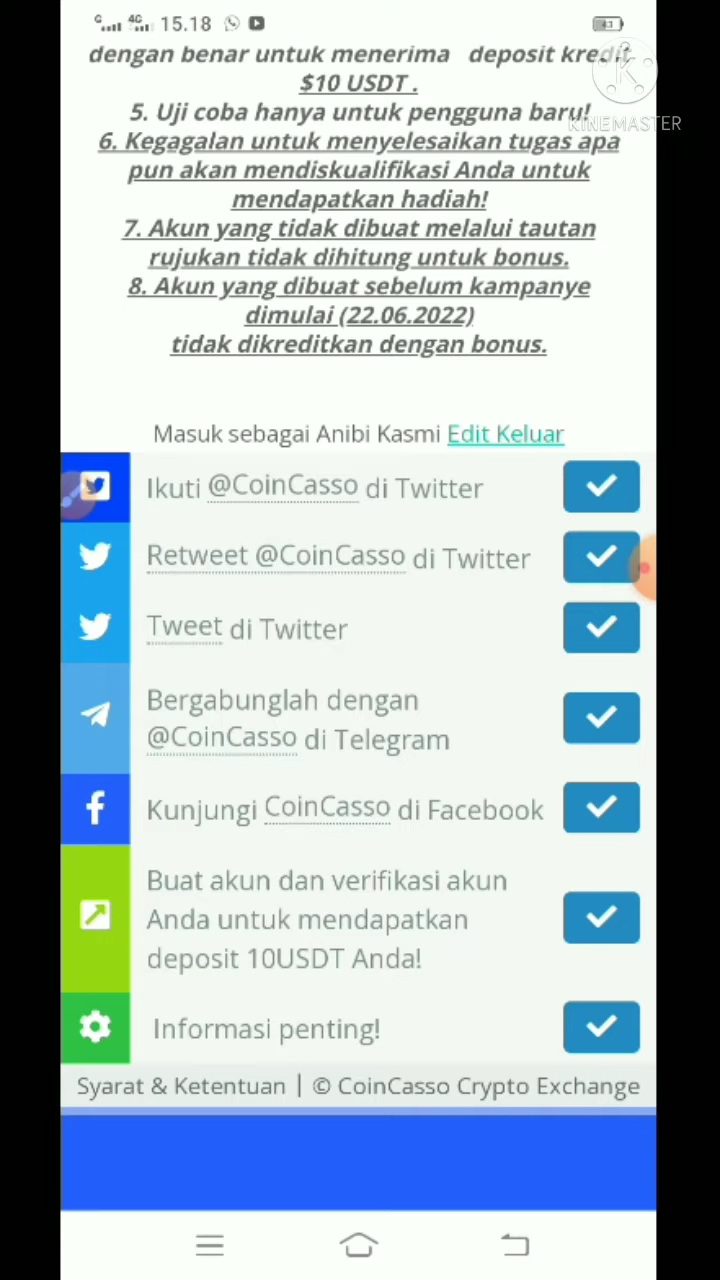 G 4G 15.18 43
dengan benar untuk menerima deposit kredit
$10 USDT .
KINEMASTER
5. Uji coba hanya untuk pengguna baru!
6. Kegagalan untuk menyelesaikan tugas apa
pun akan mendiskualifikasi Anda untuk
mendapatkan hadiah!
7. Akun yang tidak dibuat melalui tautan
rujukan tidak dihitung untuk bonus.
8. Akun yang dibuat sebelum kampanye
dimulai (22.06.2022)
tidak dikreditkan dengan bonus.
Masuk sebagai Anibi Kasmi Edit Keluar
Ikuti @CoinCasso di Twitter
Retweet @CoinCasso di Twitter
Tweet di Twitter
Bergabunglah dengan
@CoinCasso di Telegram
Kunjungi CoinCasso di Facebook
Buat akun dan verifikasi akun
Anda untuk mendapatkan
deposit 10USDT Anda!
Informasi penting!
Syarat & Ketentuan | © CoinCasso Crypto Exchange